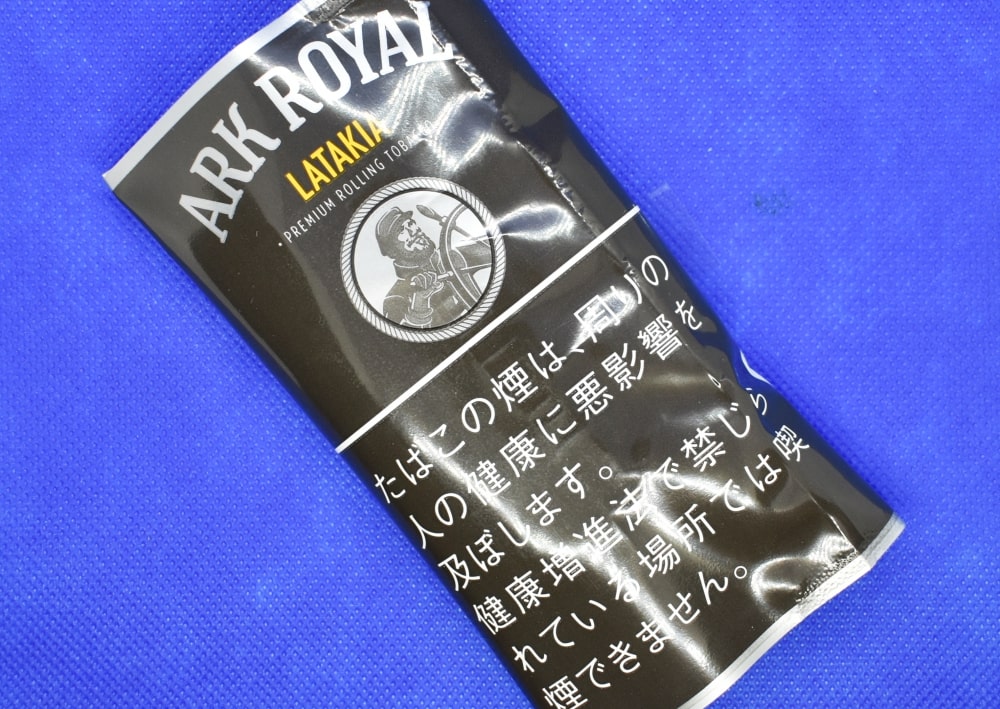 ARK ROYAL
LATAKIA
• PREMIUM ROLLING TOBACCO
たばこの煙は、周りの
人の健康に悪影響を
及ぼします。
健康増進法で禁じら
れている場所では喫
煙できません。